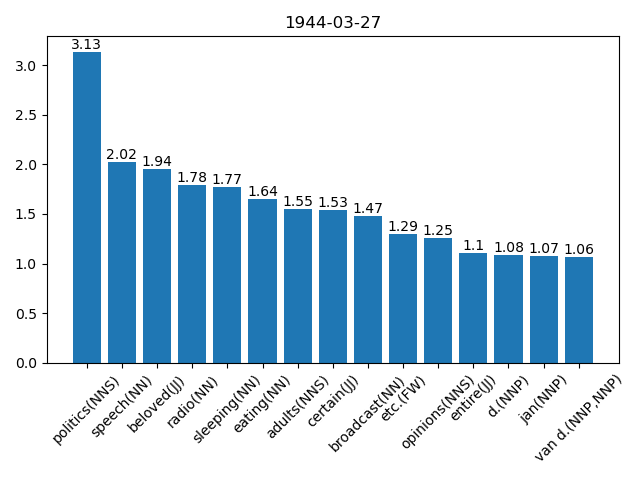 1944-03-27
3.13
2.02
1.94
1.78
1.77
1.64
1.55
1.53
1.47
1.29
1.25
1.1
1.08
1.07
1.06
3.0
2.5
2.0
1.5
1.0
0.5
0.0
politics(NNS)
speech(NN)
beloved(JJ)
radio(NN)
sleeping(NN)
eating(NN)
adults(NNS)
certain(JJ)
broadcast(NN)
etc.(FW)
opinions(NNS)
entire(JJ)
d.(NNP)
jan(NNP)
van d.(NNP,NNP)